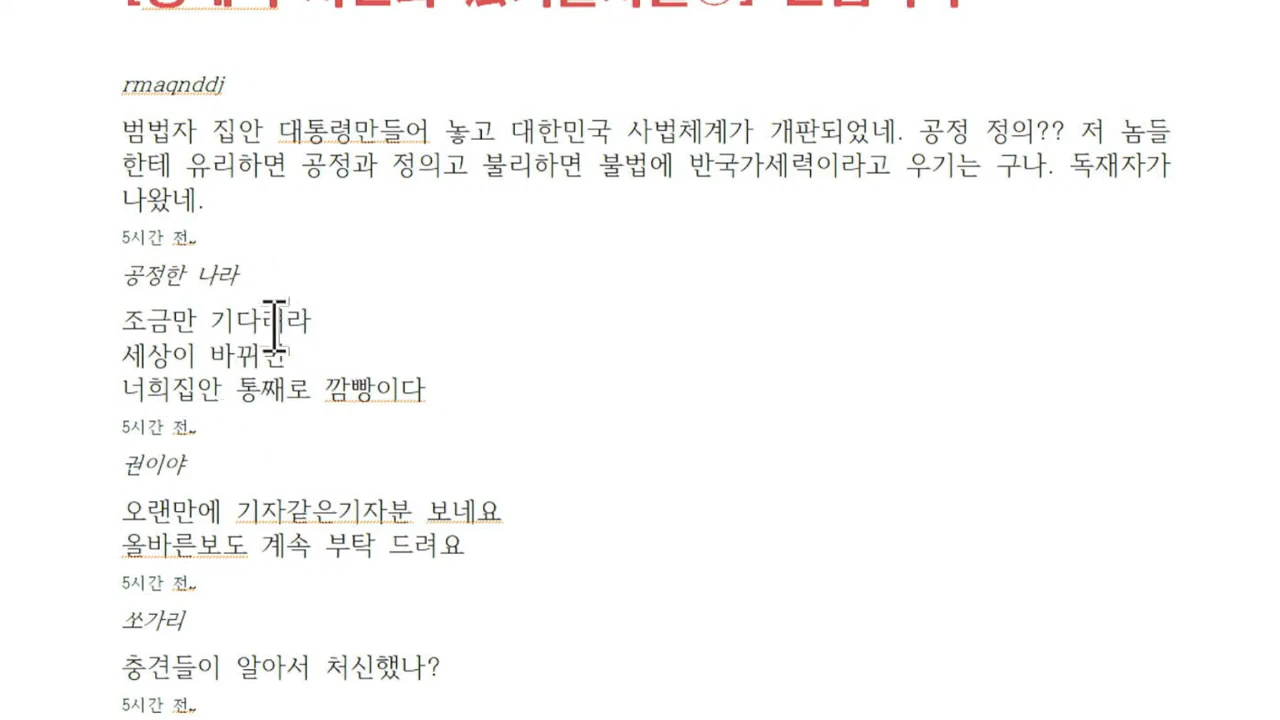 rmaqnddj
범법자 집안 대통령만들어 놓고 대한민국 사법체계가 개판되었네. 공정 정의?? 저 놈들
한테 유리하면 공정과 정의고 불리하면 불법에 반국가세력이라고 우기는 구나. 독재자가
나왔네.
5시간 전
공정한 나라
조금만
세상이
너희집안 통째로 깜빵이다
5시간 전
권이야
오랜만에 기자같은기자분 보네요
올바른보도 계속 부탁 드려요
5시간 전
쏘가리
충견들이 알아서 처신했나?
5시간 전